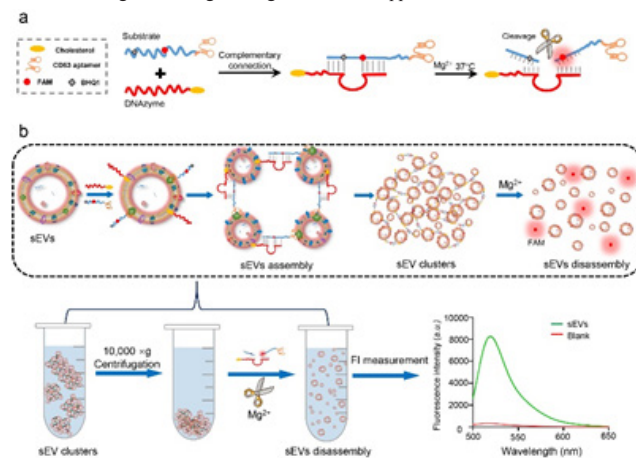 a
Cholesterol
CD63 aptamer
FAM
BHQ1
Substrate
DNAzyme
Complementary
connection
Mg²⁺ 37°C
Cleavage
b
sEVs
sEVs assembly
sEV clusters
Mg²⁺
FAM
sEVs disassembly
10,000 ×g
Centrifugation
Mg²⁺
FI measurement
sEV clusters
sEVs disassembly
Fluorescence intensity (a.u.)
10000
8000
6000
4000
2000
0
sEVs
Blank
500
550
600
650
Wavelength (nm)